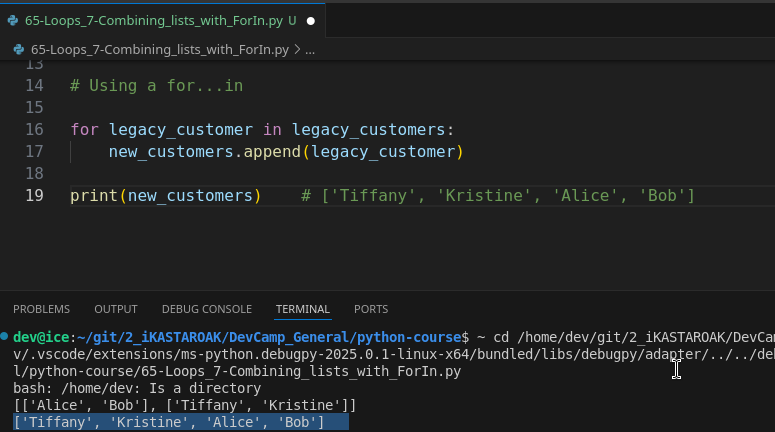 65-Loops_7-Combining_lists_with_ForIn.py U
65-Loops_7-Combining_lists_with_ForIn.py > ...
13
14 # Using a for...in
15
16 for legacy_customer in legacy_customers:
17 new_customers.append(legacy_customer)
18
19 print(new_customers) # ['Tiffany', 'Kristine', 'Alice', 'Bob']
PROBLEMS OUTPUT DEBUG CONSOLE TERMINAL PORTS
dev@ice:~/git/2_iKASTAROAK/DevCamp_General/python-course$ ~ cd /home/dev/git/2_iKASTAROAK/DevCam
v/.vscode/extensions/ms-python.debugpy-2025.0.1-linux-x64/bundled/libs/debugpy/adapter/../../deb
l/python-course/65-Loops_7-Combining_lists_with_ForIn.py
bash: /home/dev: Is a directory
[['Alice', 'Bob'], ['Tiffany', 'Kristine']]
['Tiffany', 'Kristine', 'Alice', 'Bob']